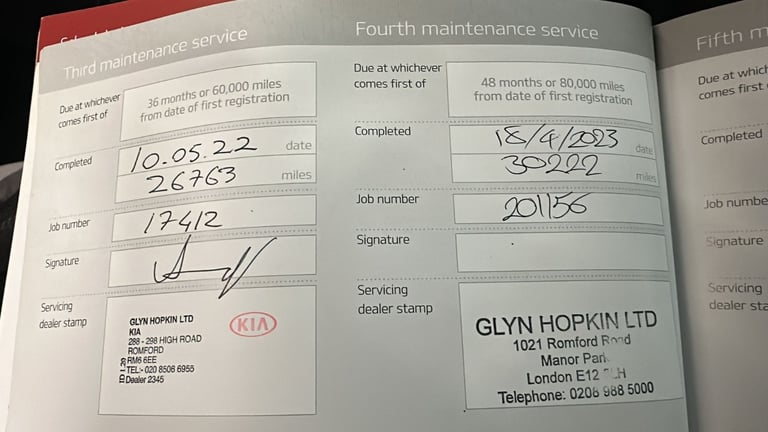 Third maintenance service
Due at whichever
comes first of
36 months or 60,000 miles
from date of first registration
Completed
10.05.22 date
26763 miles
Job number
17412
Signature
Servicing
dealer stamp
GLYN HOPKIN LTD
KIA
288 - 298 HIGH ROAD
ROMFORD
RM6 6EE
TEL:- 020 8506 6955
Dealer 2345
KIA
Fourth maintenance service
Due at whichever
comes first of
48 months or 80,000 miles
from date of first registration
Completed
18/4/2023 date
30222 miles
Job number
201156
Signature
Servicing
dealer stamp
GLYN HOPKIN LTD
1021 Romford Road
Manor Park
London E12
Telephone: 0208 988 5000
Fifth m
Due at which
comes first
Completed
Job numbe
Signature
Servicing
dealer sta